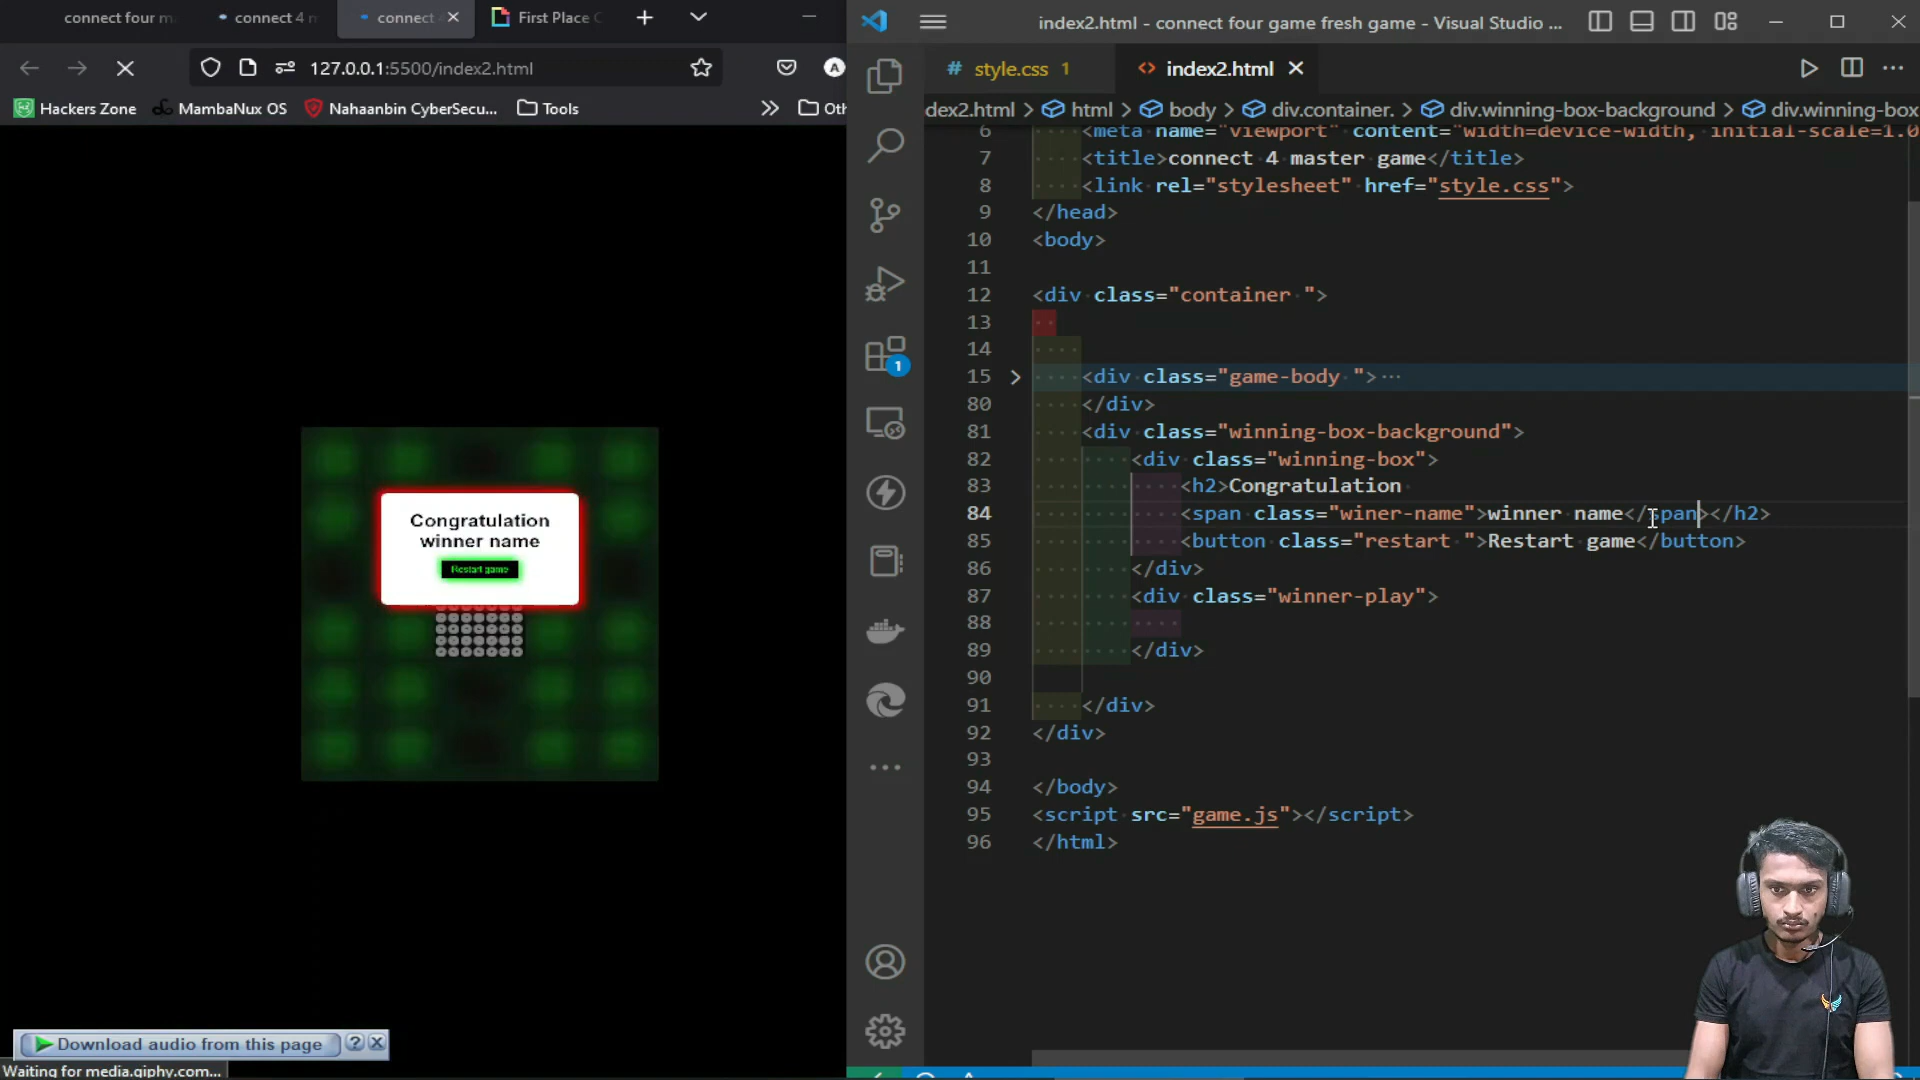 connect four ma
connect 4 m
connect 4
First Place C
index2.html - connect four game fresh game - Visual Studio ...
127.0.0.1:5500/index2.html
A
style.css 1
index2.html
Hackers Zone
MambaNux OS
Nahaanbin CyberSecu...
Tools
Oth
dex2.html > html > body > div.container. > div.winning-box-background > div.winning-box
6 <meta name="viewport" content="width=device-width, initial-scale=1.0
7 <title>connect 4 master game</title>
8 <link rel="stylesheet" href="style.css">
9 </head>
10 <body>
11
12 <div class="container ">
13
14
15 <div class="game-body ">...
80 </div>
81 <div class="winning-box-background">
82 <div class="winning-box">
83 <h2>Congratulation
84 <span class="winer-name">winner name</span></h2>
85 <button class="restart ">Restart game</button>
86 </div>
87 <div class="winner-play">
88
89 </div>
90
91 </div>
92 </div>
93
94 </body>
95 <script src="game.js"></script>
96 </html>
1
Congratulation
winner name
Restart game
Download audio from this page
?
Waiting for media.giphy.com...